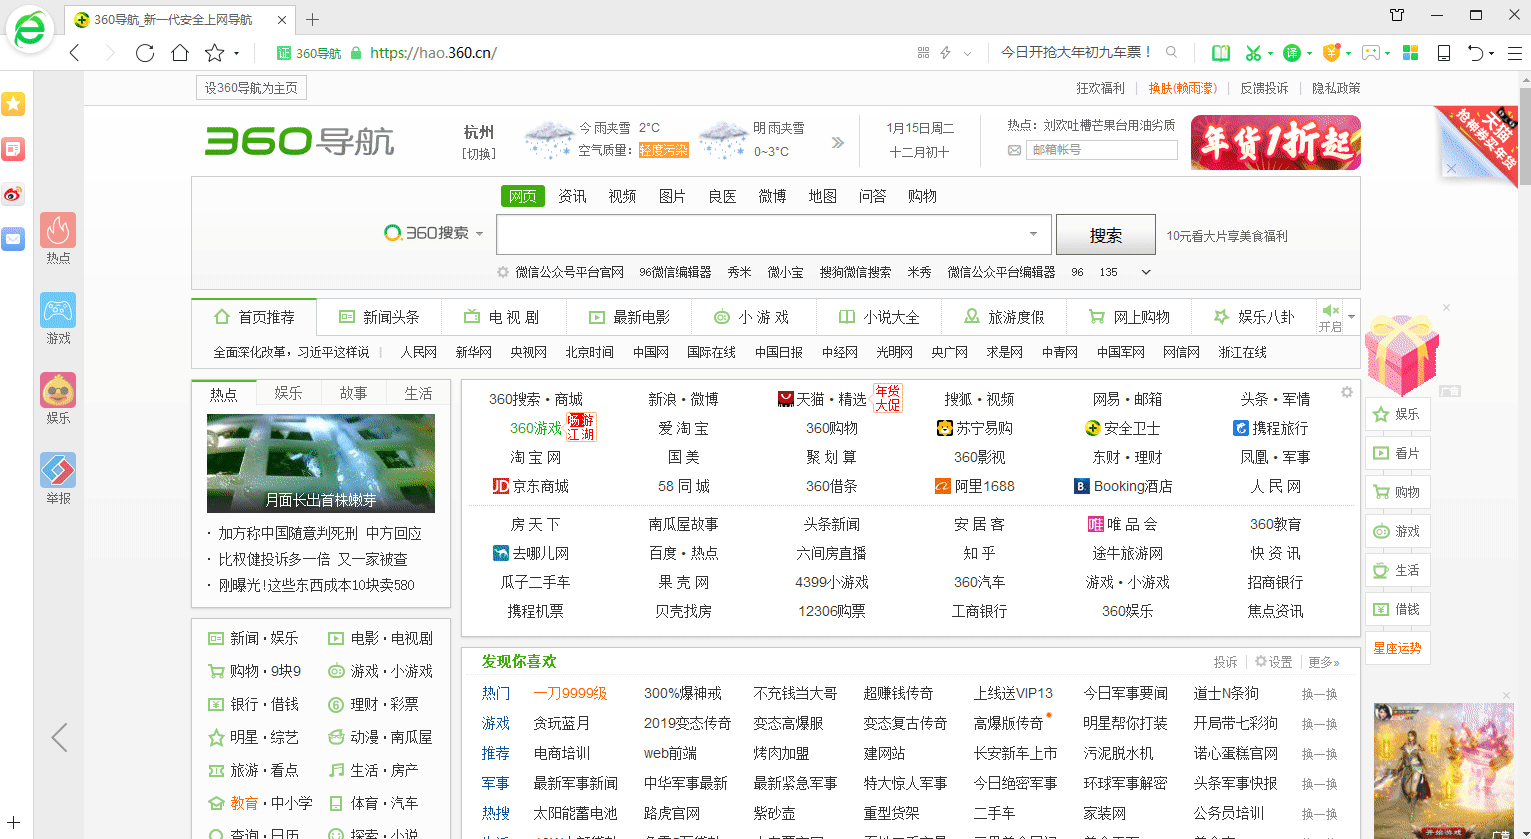 360导航_新一代安全上网导航
证 360导航 https://hao.360.cn/
今日开抢大年初九车票！
设360导航为主页
狂欢福利 换肤(赖雨濛) 反馈投诉 隐私政策
360导航
杭州
[切换]
今 雨夹雪 2°C
空气质量：轻度污染
明 雨夹雪
0~3°C
1月15日周二
十二月初十
热点：刘欢吐槽芒果台用油劣质
邮箱帐号
年货1折起
天猫
抢神券买年货
网页 资讯 视频 图片 良医 微博 地图 问答 购物
360搜索
搜索
10元看大片享美食福利
微信公众号平台官网 96微信编辑器 秀米 微小宝 搜狗微信搜索 米秀 微信公众平台编辑器 96 135
首页推荐 新闻头条 电 视 剧 最新电影 小 游 戏 小说大全 旅游度假 网上购物 娱乐八卦 开启
全面深化改革，习近平这样说 人民网 新华网 央视网 北京时间 中国网 国际在线 中国日报 中经网 光明网 央广网 求是网 中青网 中国军网 网信网 浙江在线
热点
游戏
娱乐
举报
热点 娱乐 故事 生活
月面长出首株嫩芽
· 加方称中国随意判死刑 中方回应
· 比权健投诉多一倍 又一家被查
· 刚曝光!这些东西成本10块卖580
新闻·娱乐 电影·电视剧
购物·9块9 游戏·小游戏
银行·借钱 理财·彩票
明星·综艺 动漫·南瓜屋
旅游·看点 生活·房产
教育·中小学 体育·汽车
查询·日历 探索·小说
360搜索·商城 新浪·微博 天猫·精选 年货大促 搜狐·视频 网易·邮箱 头条·军情
360游戏 畅游江湖 爱 淘 宝 360购物 苏宁易购 安全卫士 携程旅行
淘 宝 网 国 美 聚 划 算 360影视 东财·理财 凤凰·军事
JD 京东商城 58 同 城 360借条 阿里1688 B. Booking酒店 人 民 网
房 天 下 南瓜屋故事 头条新闻 安 居 客 唯 唯 品 会 360教育
去哪儿网 百度·热点 六间房直播 知 乎 途牛旅游网 快 资 讯
瓜子二手车 果 壳 网 4399小游戏 360汽车 游戏·小游戏 招商银行
携程机票 贝壳找房 12306购票 工商银行 360娱乐 焦点资讯
发现你喜欢 投诉 设置 更多»
热门 一刀9999级 300%爆神戒 不充钱当大哥 超赚钱传奇 上线送VIP13 今日军事要闻 道士N条狗 换一换
游戏 贪玩蓝月 2019变态传奇 变态高爆服 变态复古传奇 高爆版传奇 明星帮你打装 开局带七彩狗 换一换
推荐 电商培训 web前端 烤肉加盟 建网站 长安新车上市 污泥脱水机 诺心蛋糕官网 换一换
军事 最新军事新闻 中华军事最新 最新紧急军事 特大惊人军事 今日绝密军事 环球军事解密 头条军事快报 换一换
热搜 太阳能蓄电池 路虎官网 紫砂壶 重型货架 二手车 家装网 公务员培训 换一换
广告
娱乐
看片
购物
游戏
生活
借钱
星座运势
开始游戏
广告